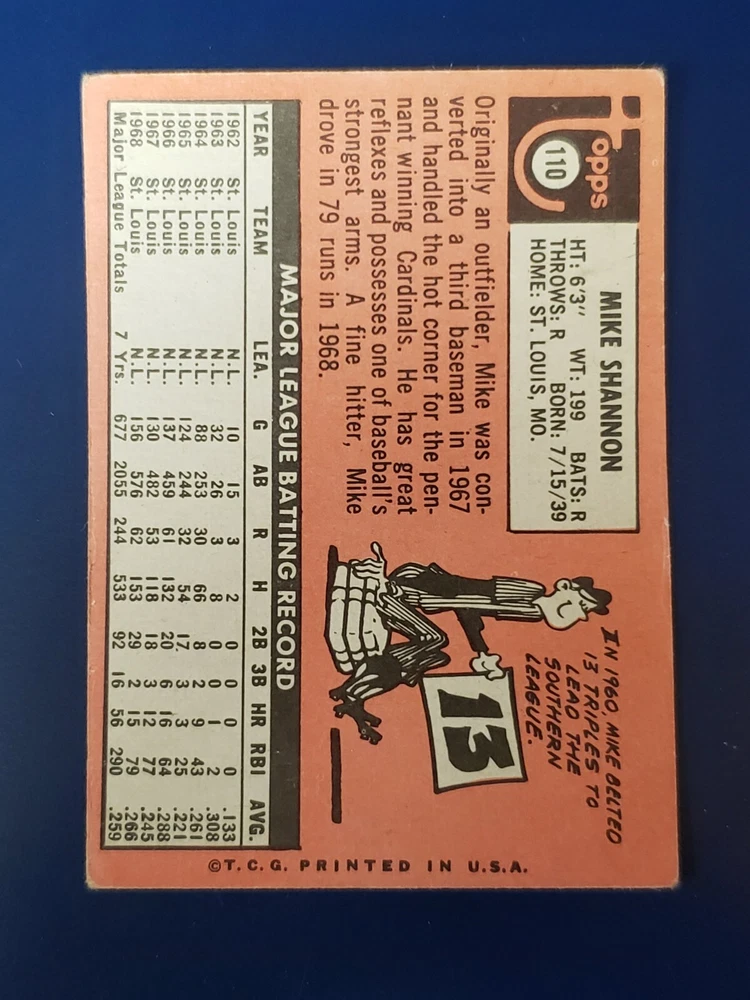 Topps
110
MIKE SHANNON
HT: 6'3" WT: 199 BATS: R
THROWS: R BORN: 7/15/39
HOME: ST. LOUIS, MO.
IN 1960, MIKE BELTED
13 TRIPLES TO
LEAD THE
SOUTHERN
LEAGUE.
13
Originally an outfielder, Mike was con-
verted into a third baseman in 1967
and handled the hot corner for the pen-
nant winning Cardinals. He has great
reflexes and possesses one of baseball's
strongest arms. A fine hitter, Mike
drove in 79 runs in 1968.
MAJOR LEAGUE BATTING RECORD
YEAR TEAM LEA. G AB R H 2B 3B HR RBI AVG.
1962 St. Louis N.L. 10 15 3 2 0 0 0 0 .133
1963 St. Louis N.L. 32 26 3 8 0 0 1 2 .308
1964 St. Louis N.L. 88 253 30 66 8 2 9 43 .261
1965 St. Louis N.L. 124 244 32 54 17. 3 3 25 .221
1966 St. Louis N.L. 137 459 61 132 20 6 16 64 .288
1967 St. Louis N.L. 130 482 53 118 18 3 12 77 .245
1968 St. Louis N.L. 156 576 62 153 29 2 15 79 .266
Major League Totals 7 Yrs. 677 2055 244 533 92 16 56 290 .259
©T.C.G. PRINTED IN U.S.A.